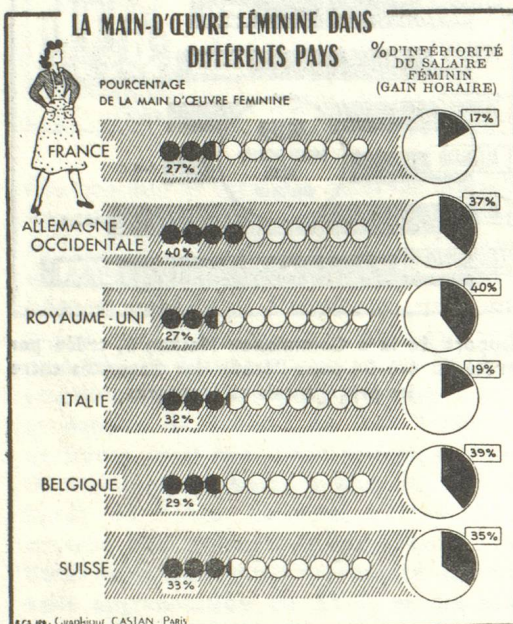 LA MAIN-D'ŒUVRE FÉMININE DANS
DIFFÉRENTS PAYS
% D'INFÉRIORITÉ
DU SALAIRE
FÉMININ
(GAIN HORAIRE)
POURCENTAGE
DE LA MAIN D'ŒUVRE FÉMININE
FRANCE
27%
17%
ALLEMAGNE
OCCIDENTALE
40%
37%
ROYAUME-UNI
27%
40%
ITALIE
32%
19%
BELGIQUE
29%
39%
SUISSE
33%
35%
Graphique CASTAN - Paris